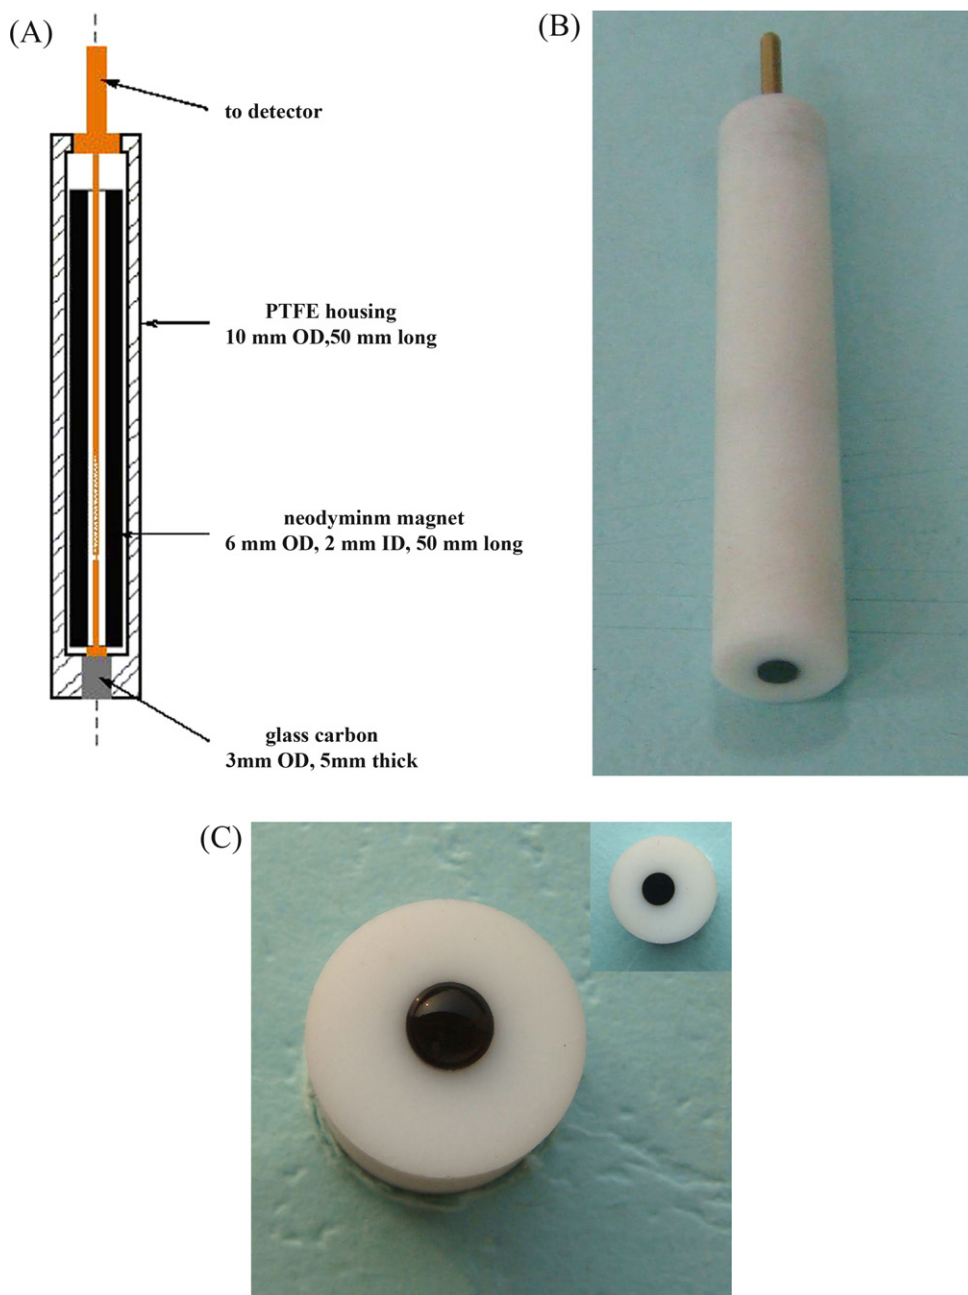 (A)
to detector
PTFE housing
10 mm OD,50 mm long
neodyminm magnet
6 mm OD, 2 mm ID, 50 mm long
glass carbon
3mm OD, 5mm thick
(B)
(C)